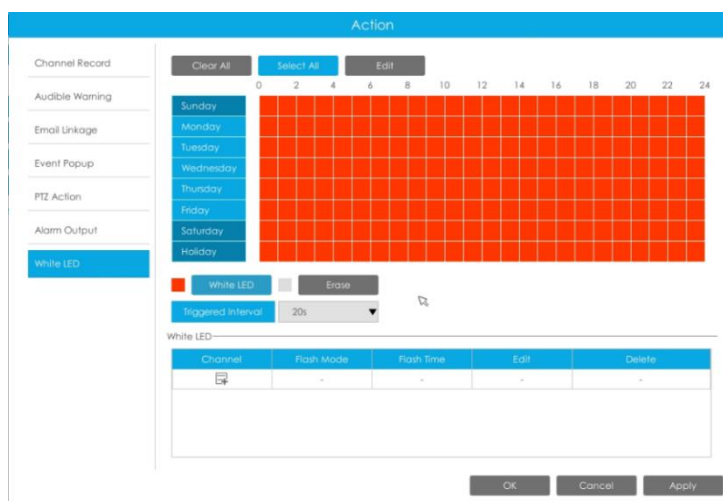 Action
Channel Record
Audible Warning
Email Linkage
Event Popup
PTZ Action
Alarm Output
White LED
Clear All Select All Edit
0 2 4 6 8 10 12 14 16 18 20 22 24
Sunday
Monday
Tuesday
Wednesday
Thursday
Friday
Saturday
Holiday
White LED Erase
Triggered Interval 20s
White LED
Channel Flash Mode Flash Time Edit Delete
- - - -
OK Cancel Apply